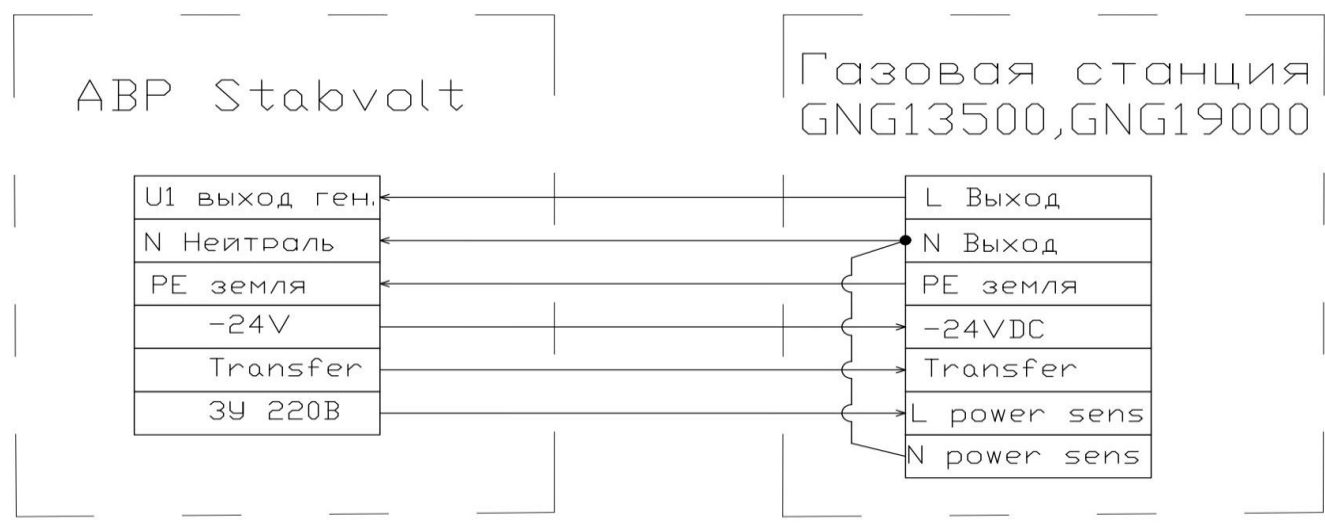 АВР Stabvolt
Газовая станция
GNG13500,GNG19000
U1 выход ген.
N Нейтраль
PE земля
-24V
Transfer
ЗУ 220В
L Выход
N Выход
PE земля
-24VDC
Transfer
L power sens
N power sens